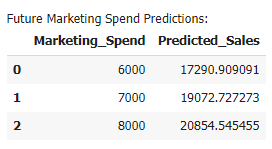 Future Marketing Spend Predictions:
Marketing_Spend Predicted_Sales
0 6000 17290.909091
1 7000 19072.727273
2 8000 20854.545455